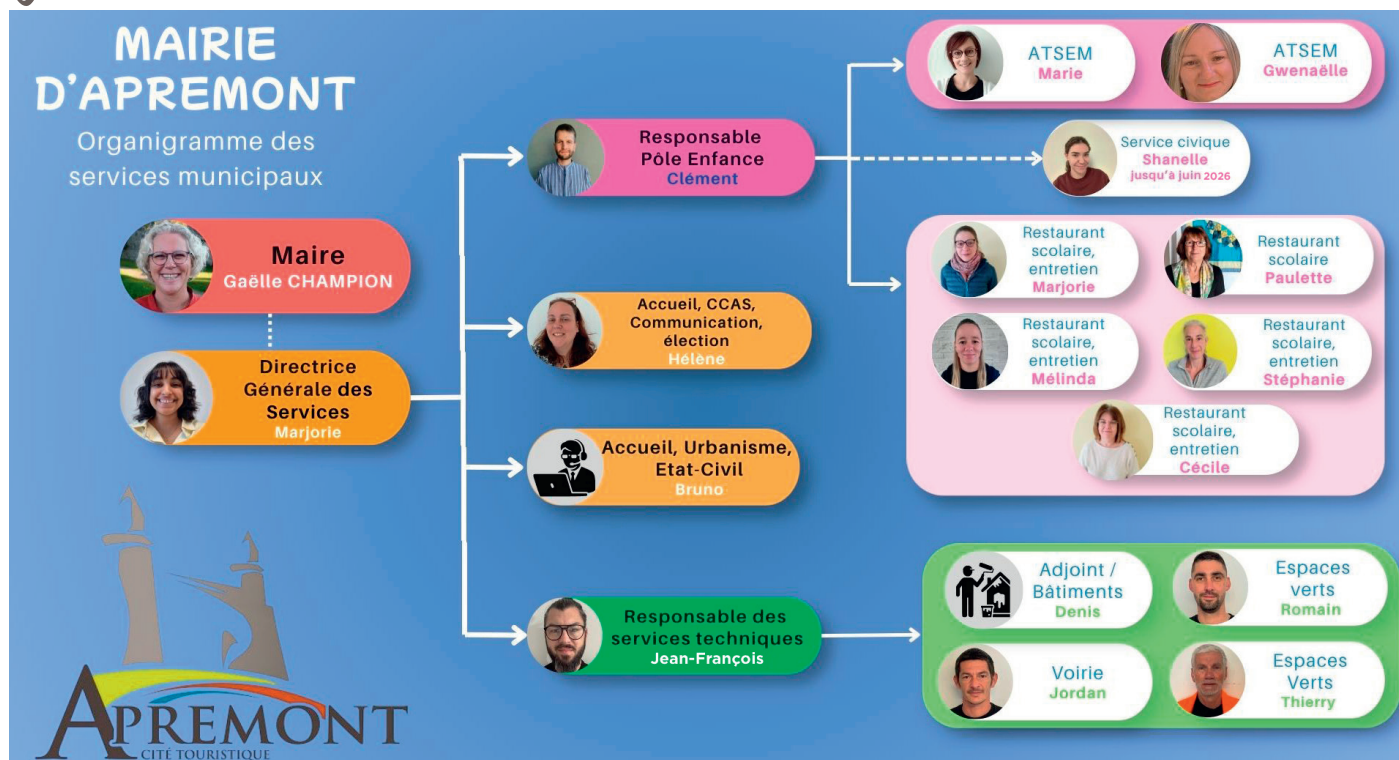 MAIRIE
D'APREMONT
Organigramme des
services municipaux
Maire
Gaëlle CHAMPION
Directrice
Générale des
Services
Marjorie
Responsable
Pôle Enfance
Clément
Accueil, CCAS,
Communication,
élection
Hélène
Accueil, Urbanisme,
Etat-Civil
Bruno
Responsable des
services techniques
Jean-François
ATSEM
Marie
ATSEM
Gwenaëlle
Service civique
Shanelle
jusqu'à juin 2026
Restaurant
scolaire,
entretien
Marjorie
Restaurant
scolaire
Paulette
Restaurant
scolaire,
entretien
Mélinda
Restaurant
scolaire,
entretien
Stéphanie
Restaurant
scolaire,
entretien
Cécile
Adjoint /
Bâtiments
Denis
Espaces
verts
Romain
Voirie
Jordan
Espaces
Verts
Thierry
APREMONT
CITÉ TOURISTIQUE